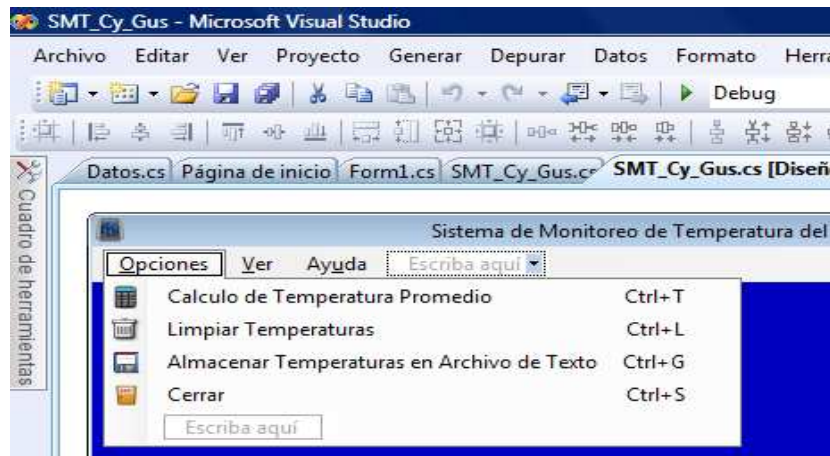 SMT_Cy_Gus - Microsoft Visual Studio
Archivo Editar Ver Proyecto Generar Depurar Datos Formato Herra
Debug
Datos.cs Página de inicio Form1.cs SMT_Cy_Gus.cs SMT_Cy_Gus.cs [Diseñ
Cuadro de herramientas
Sistema de Monitoreo de Temperatura del
Opciones Ver Ayuda Escriba aquí
Calculo de Temperatura Promedio Ctrl+T
Limpiar Temperaturas Ctrl+L
Almacenar Temperaturas en Archivo de Texto Ctrl+G
Cerrar Ctrl+S
Escriba aquí